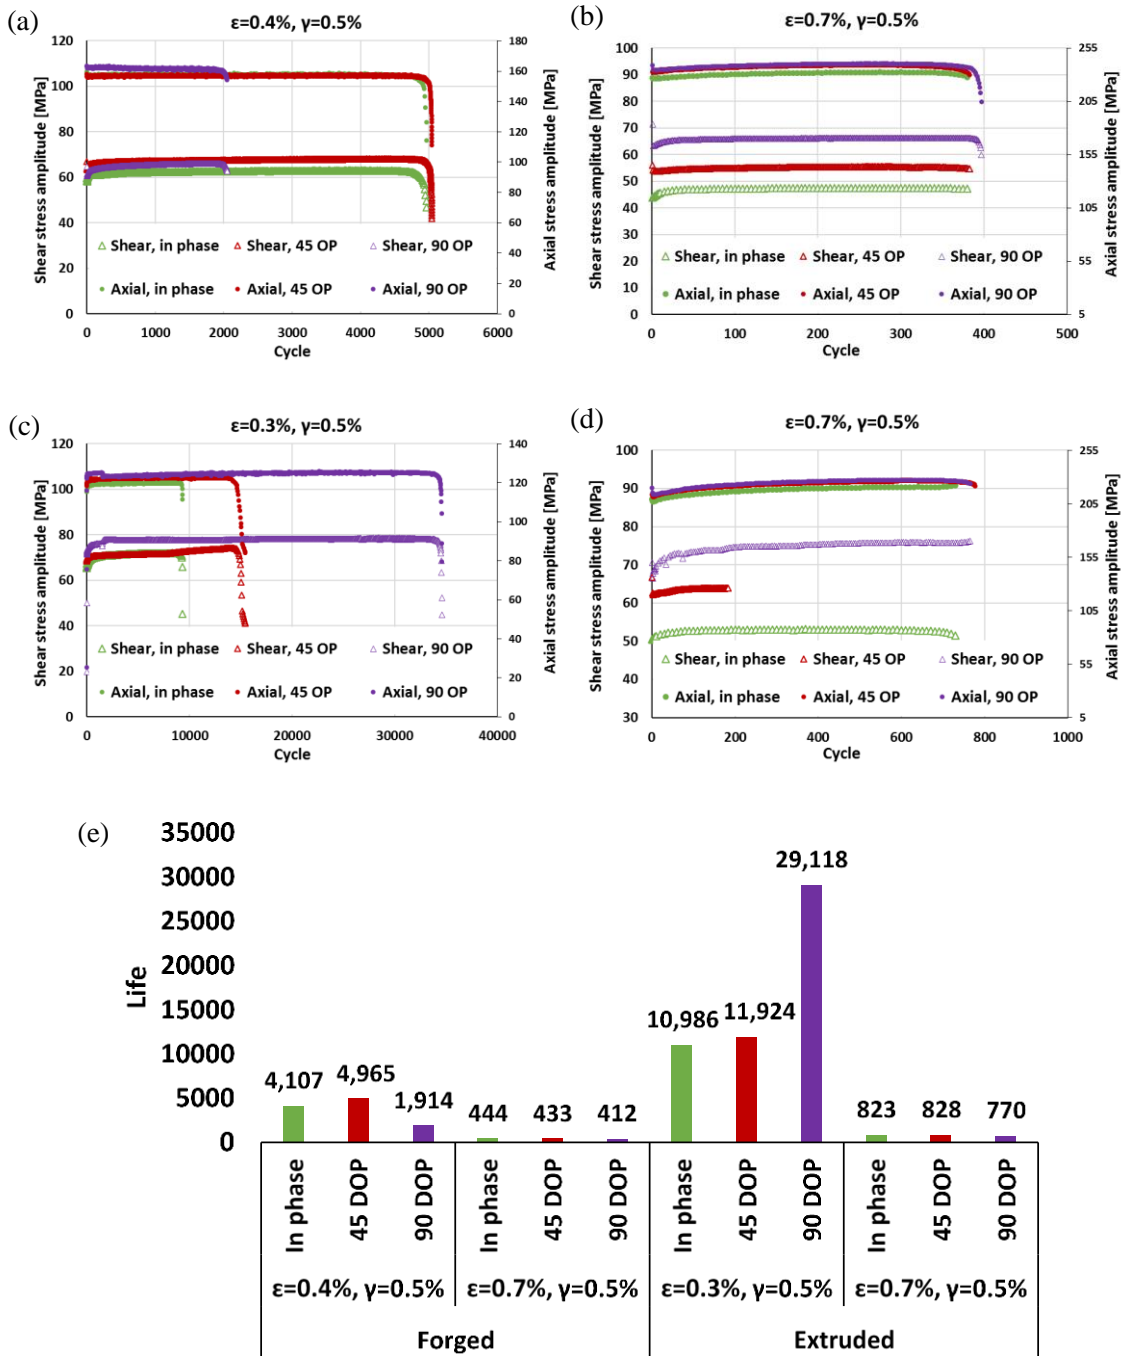 (a)
ε=0.4%, γ=0.5%
120
100
80
60
40
20
0
180
160
140
120
100
80
60
40
20
0
0 1000 2000 3000 4000 5000 6000
Shear stress amplitude [MPa]
Axial stress amplitude [MPa]
Cycle
Shear, in phase Shear, 45 OP Shear, 90 OP
Axial, in phase Axial, 45 OP Axial, 90 OP
(b)
ε=0.7%, γ=0.5%
100
90
80
70
60
50
40
30
20
10
0
255
205
155
105
55
5
0 100 200 300 400 500
Shear stress amplitude [MPa]
Axial stress amplitude [MPa]
Cycle
Shear, in phase Shear, 45 OP Shear, 90 OP
Axial, in phase Axial, 45 OP Axial, 90 OP
(c)
ε=0.3%, γ=0.5%
120
100
80
60
40
20
0
140
120
100
80
60
40
20
0
0 10000 20000 30000 40000
Shear stress amplitude [MPa]
Axial stress amplitude [MPa]
Cycle
Shear, in phase Shear, 45 OP Shear, 90 OP
Axial, in phase Axial, 45 OP Axial, 90 OP
(d)
ε=0.7%, γ=0.5%
100
90
80
70
60
50
40
30
255
205
155
105
55
5
0 200 400 600 800 1000
Shear stress amplitude [MPa]
Axial stress amplitude [MPa]
Cycle
Shear, in phase Shear, 45 OP Shear, 90 OP
Axial, in phase Axial, 45 OP Axial, 90 OP
(e)
35000
30000
25000
20000
15000
10000
5000
0
Life
4,107 4,965 1,914 444 433 412 10,986 11,924 29,118 823 828 770
In phase 45 DOP 90 DOP In phase 45 DOP 90 DOP In phase 45 DOP 90 DOP In phase 45 DOP 90 DOP
ε=0.4%, γ=0.5% ε=0.7%, γ=0.5% ε=0.3%, γ=0.5% ε=0.7%, γ=0.5%
Forged Extruded